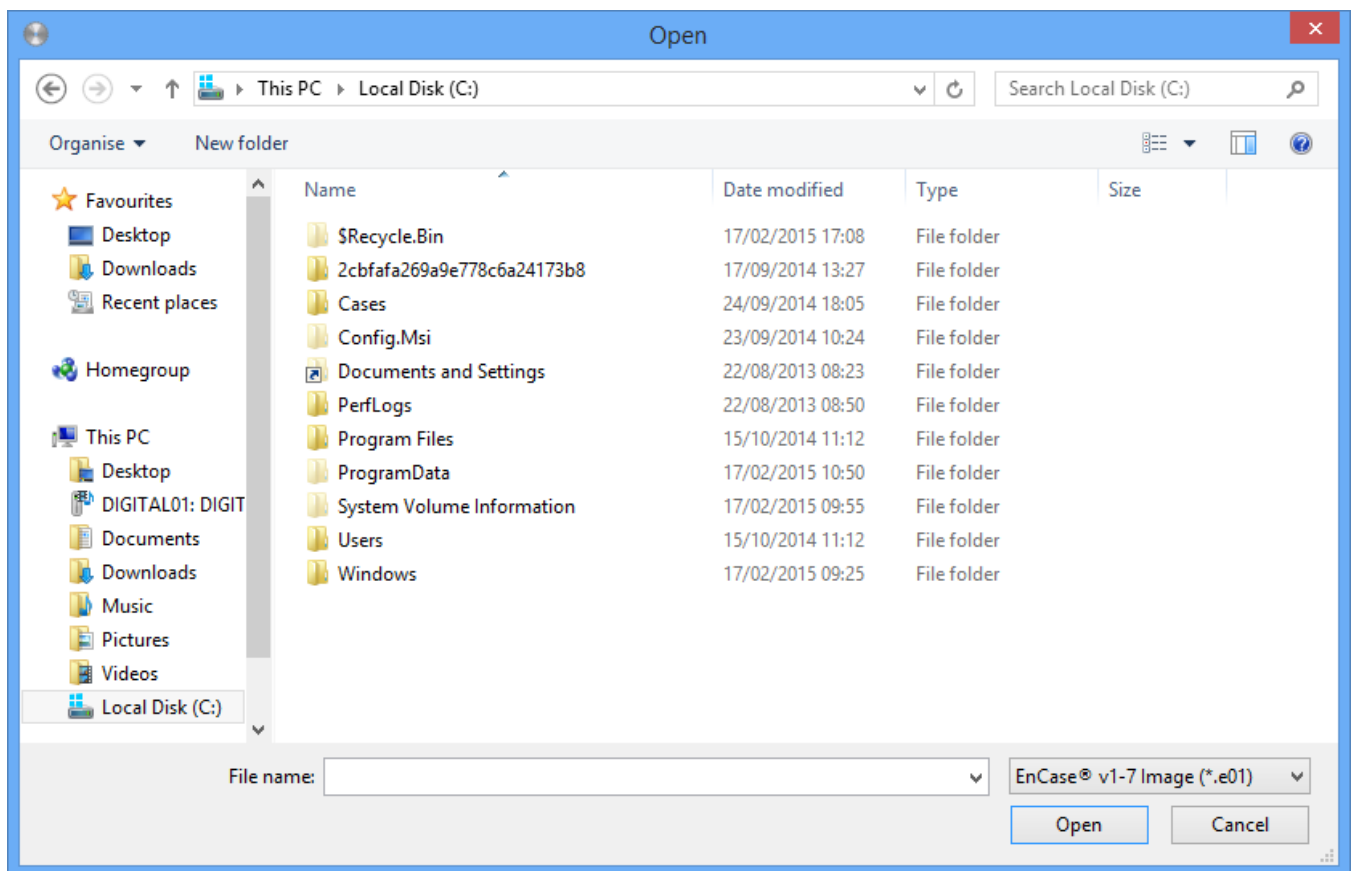 Open
This PC Local Disk (C:) Search Local Disk (C:)
Organise New folder
Name Date modified Type Size
Favourites
Desktop
Downloads
Recent places
Homegroup
This PC
Desktop
DIGITAL01: DIGIT
Documents
Downloads
Music
Pictures
Videos
Local Disk (C:)
$Recycle.Bin 17/02/2015 17:08 File folder
2cbfafa269a9e778c6a24173b8 17/09/2014 13:27 File folder
Cases 24/09/2014 18:05 File folder
Config.Msi 23/09/2014 10:24 File folder
Documents and Settings 22/08/2013 08:23 File folder
PerfLogs 22/08/2013 08:50 File folder
Program Files 15/10/2014 11:12 File folder
ProgramData 17/02/2015 10:50 File folder
System Volume Information 17/02/2015 09:55 File folder
Users 15/10/2014 11:12 File folder
Windows 17/02/2015 09:25 File folder
File name: EnCase® v1-7 Image (*.e01)
Open Cancel